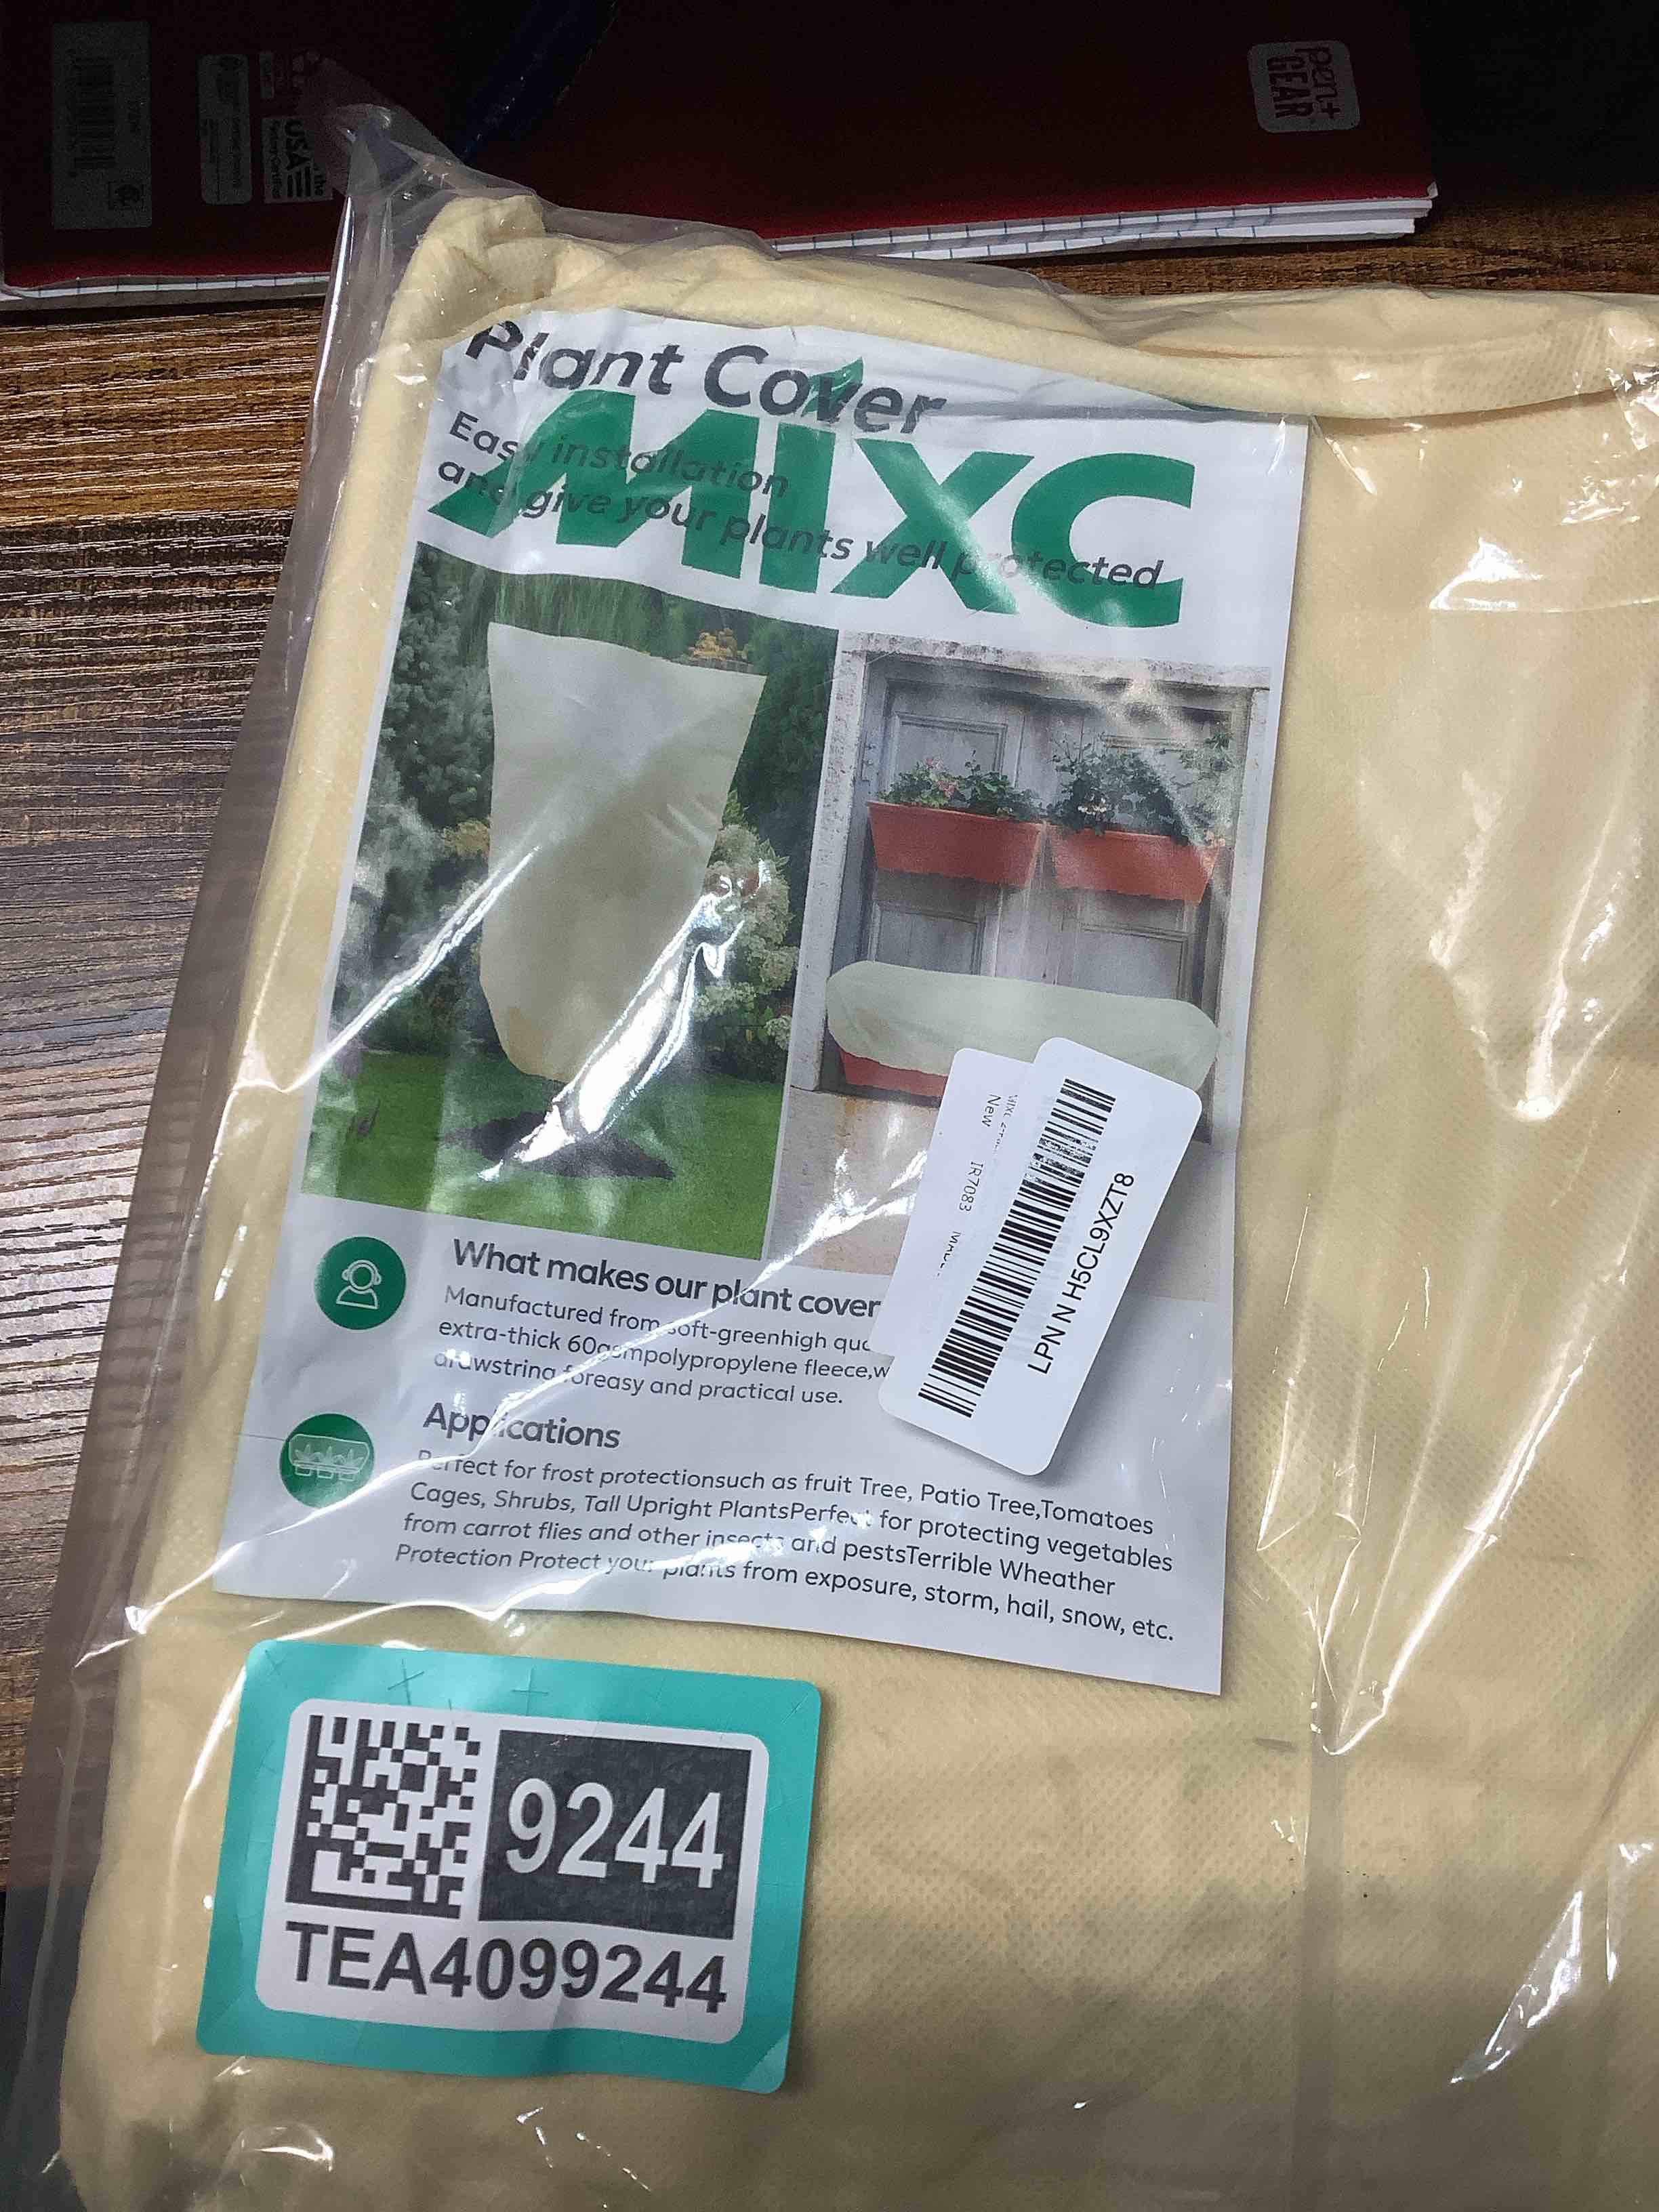 pen+
GEAR
USA
Plant Cover
MIXC
Easy installation
and give your plants well protected
New
IR7083
LPN N H5CL9XZT8
What makes our plant cover
Manufactured from soft-greenhigh
extra-thick 60gsmpolypropylene fleece,w
drawstring foreasy and practical use.
Applications
Perfect for frost protectionsuch as fruit Tree, Patio Tree,Tomatoes
Cages, Shrubs, Tall Upright PlantsPerfect for protecting vegetables
from carrot flies and other insects and pestsTerrible Wheather
Protection Protect your plants from exposure, storm, hail, snow, etc.
9244
TEA4099244